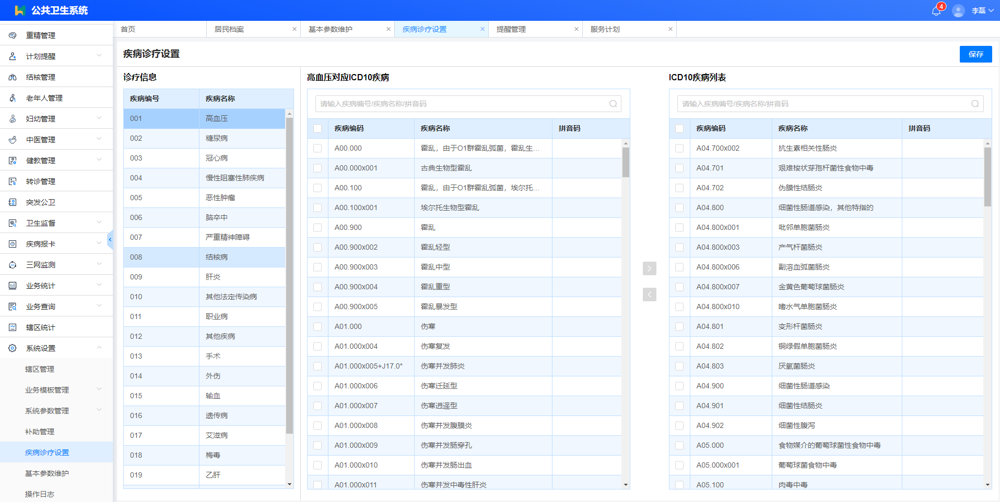 公共卫生系统
4
李磊
重精管理
计划提醒
结核管理
老年人管理
妇幼管理
中医管理
健教管理
转诊管理
突发公卫
卫生监督
疾病报卡
三网监测
业务统计
业务查询
辖区统计
系统设置
辖区管理
业务模板管理
系统参数管理
补助管理
疾病诊疗设置
基本参数维护
操作日志
首页
居民档案
基本参数维护
疾病诊疗设置
提醒管理
服务计划
疾病诊疗设置
保存
诊疗信息
疾病编号 疾病名称
001 高血压
002 糖尿病
003 冠心病
004 慢性阻塞性肺疾病
005 恶性肿瘤
006 脑卒中
007 严重精神障碍
008 结核病
009 肝炎
010 其他法定传染病
011 职业病
012 其他疾病
013 手术
014 外伤
015 输血
016 遗传病
017 艾滋病
018 梅毒
019 乙肝
高血压对应ICD10疾病
请输入疾病编号/疾病名称/拼音码
疾病编码 疾病名称 拼音码
A00.000 霍乱，由于O1群霍乱弧菌，霍乱生...
A00.000x001 古典生物型霍乱
A00.100 霍乱，由于O1群霍乱弧菌，埃尔托...
A00.100x001 埃尔托生物型霍乱
A00.900 霍乱
A00.900x002 霍乱轻型
A00.900x003 霍乱中型
A00.900x004 霍乱重型
A00.900x005 霍乱暴发型
A01.000 伤寒
A01.000x004 伤寒复发
A01.000x005+J17.0* 伤寒并发肺炎
A01.000x006 伤寒迁延型
A01.000x007 伤寒逍遥型
A01.000x008 伤寒并发腹膜炎
A01.000x009 伤寒并发肠穿孔
A01.000x010 伤寒并发肠出血
A01.000x011 伤寒并发中毒性肝炎
ICD10疾病列表
请输入疾病编号/疾病名称/拼音码
疾病编码 疾病名称 拼音码
A04.700x002 抗生素相关性肠炎
A04.701 艰难梭状芽孢杆菌性食物中毒
A04.702 伪膜性结肠炎
A04.800 细菌性肠道感染，其他特指的
A04.800x001 吡邻单胞菌肠炎
A04.800x003 产气杆菌肠炎
A04.800x006 副溶血弧菌肠炎
A04.800x007 金黄色葡萄球菌肠炎
A04.800x010 嗜水气单胞菌肠炎
A04.801 变形杆菌肠炎
A04.802 铜绿假单胞菌肠炎
A04.803 厌氧菌肠炎
A04.900 细菌性肠道感染
A04.901 细菌性结肠炎
A04.902 细菌性腹泻
A05.000 食物媒介的葡萄球菌性食物中毒
A05.000x001 葡萄球菌食物中毒
A05.100 肉毒中毒